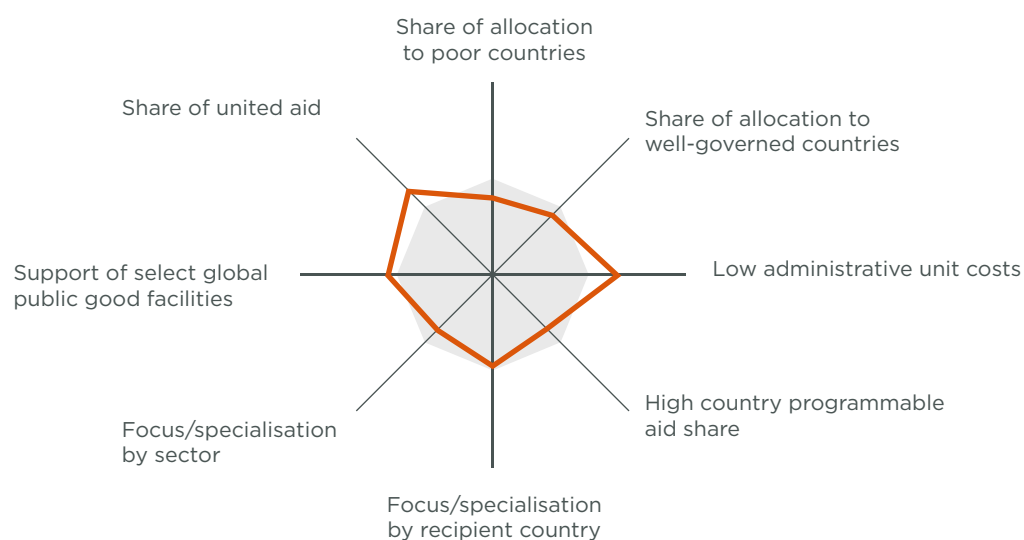 Share of allocation
to poor countries
Share of united aid
Share of allocation to
well-governed countries
Support of select global
public good facilities
Low administrative unit costs
Focus/specialisation
by sector
High country programmable
aid share
Focus/specialisation
by recipient country